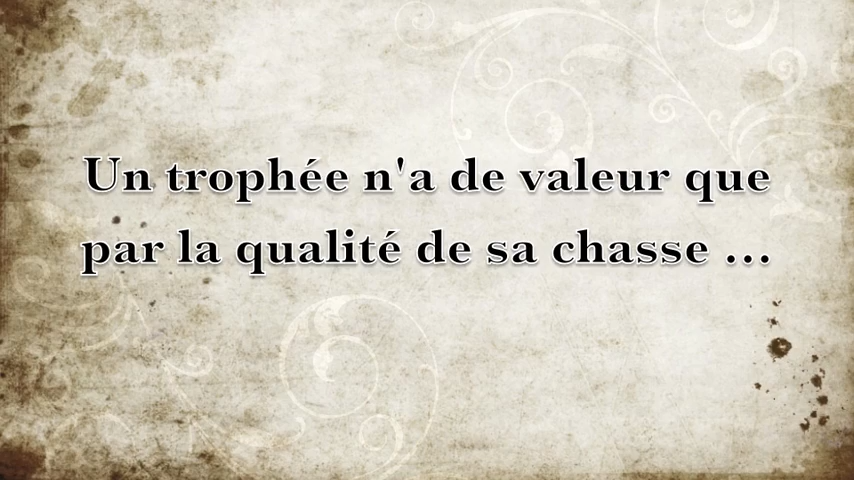 Un trophée n'a de valeur que
par la qualité de sa chasse ...